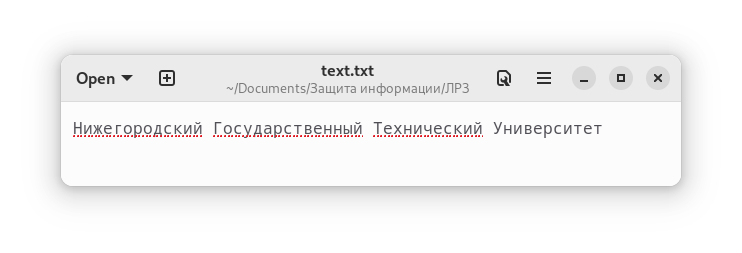 Open
text.txt
~/Documents/Защита информации/ЛР3
Нижегородский Государственный Технический Университет